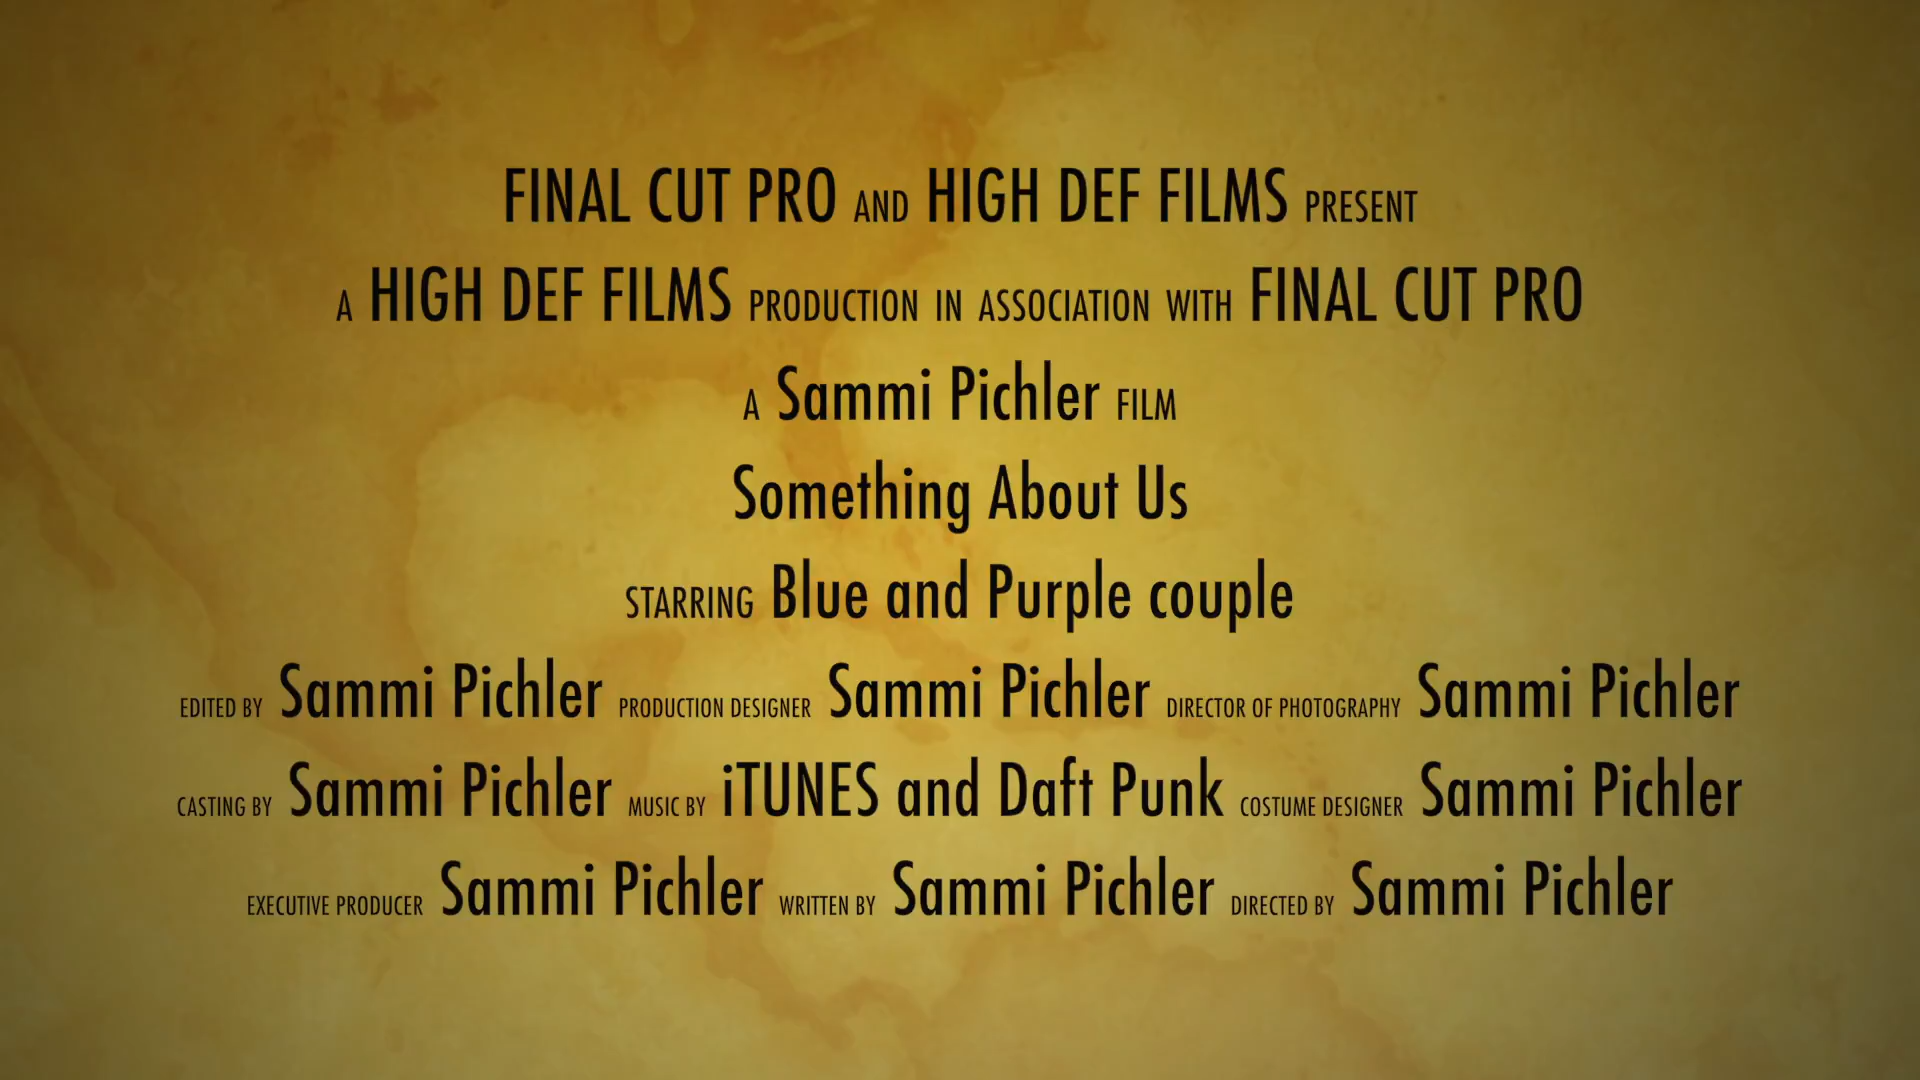 FINAL CUT PRO AND HIGH DEF FILMS PRESENT
A HIGH DEF FILMS PRODUCTION IN ASSOCIATION WITH FINAL CUT PRO
A Sammi Pichler FILM
Something About Us
STARRING Blue and Purple couple
EDITED BY Sammi Pichler PRODUCTION DESIGNER Sammi Pichler DIRECTOR OF PHOTOGRAPHY Sammi Pichler
CASTING BY Sammi Pichler MUSIC BY iTUNES and Daft Punk COSTUME DESIGNER Sammi Pichler
EXECUTIVE PRODUCER Sammi Pichler WRITTEN BY Sammi Pichler DIRECTED BY Sammi Pichler